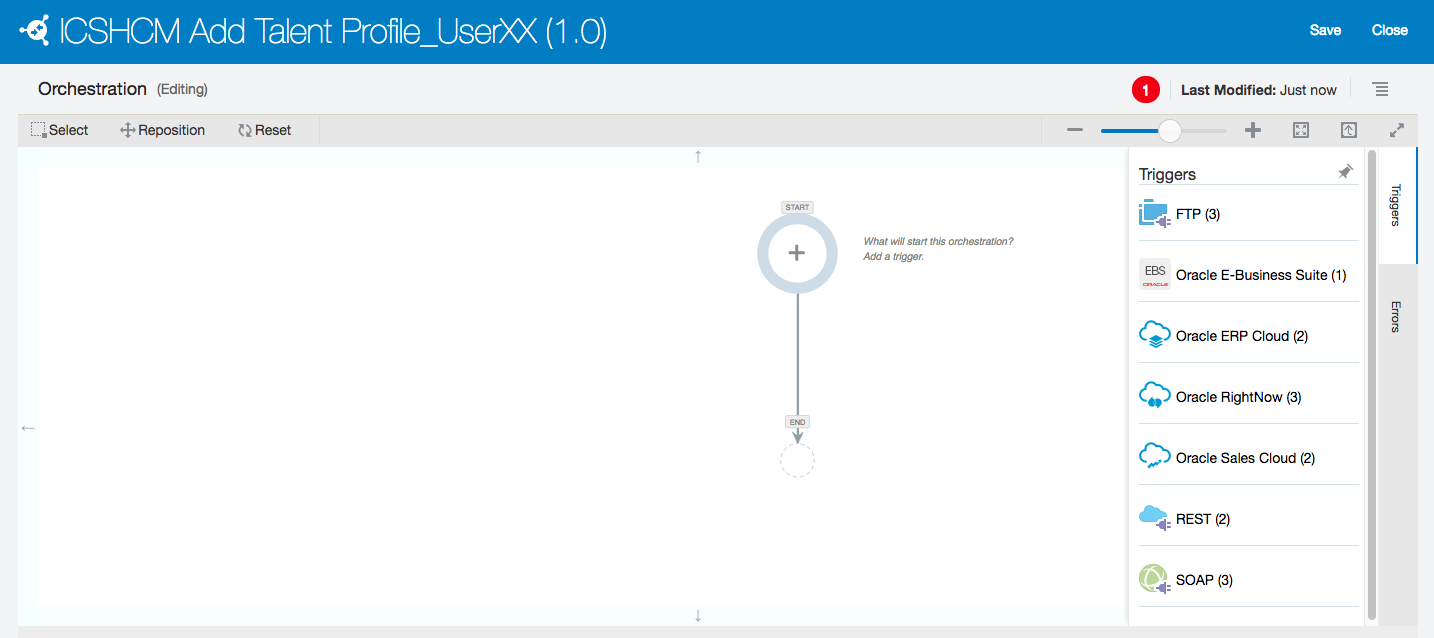 ICSHCM Add Talent Profile_UserXX (1.0)
Save
Close
Orchestration (Editing)
1
Last Modified: Just now
Select
Reposition
Reset
START
What will start this orchestration?
Add a trigger.
END
Triggers
FTP (3)
EBS
ORACLE
Oracle E-Business Suite (1)
Oracle ERP Cloud (2)
Oracle RightNow (3)
Oracle Sales Cloud (2)
REST (2)
SOAP (3)
Triggers
Errors